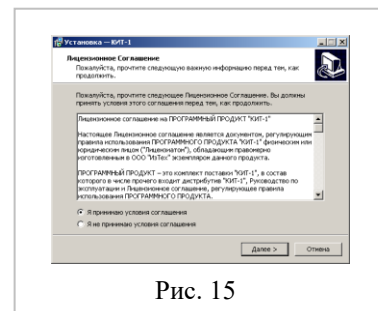 Установка — КИТ-1
Лицензионное Соглашение
Пожалуйста, прочтите следующую важную информацию перед тем, как
продолжить.
Пожалуйста, прочтите следующее Лицензионное Соглашение. Вы должны
принять условия этого соглашения перед тем, как продолжить.
Лицензионное соглашение на ПРОГРАММНЫЙ ПРОДУКТ "КИТ-1"
Настоящее Лицензионное соглашение является документом, регулирующим
правила использования ПРОГРАММНОГО ПРОДУКТА "КИТ-1" физическим или
юридическим лицом ("Лицензиатом"), обладающим правомерно
изготовленным в ООО "ИзТех" экземпляром данного продукта.
ПРОГРАММНЫЙ ПРОДУКТ – это комплект поставки "КИТ-1", в состав
которого в числе прочего входит дистрибутив "КИТ-1", Руководство по
эксплуатации и Лицензионное соглашение, регулирующее правила
использования ПРОГРАММНОГО ПРОДУКТА.
Я принимаю условия соглашения
Я не принимаю условия соглашения
Далее >
Отмена
Рис. 15